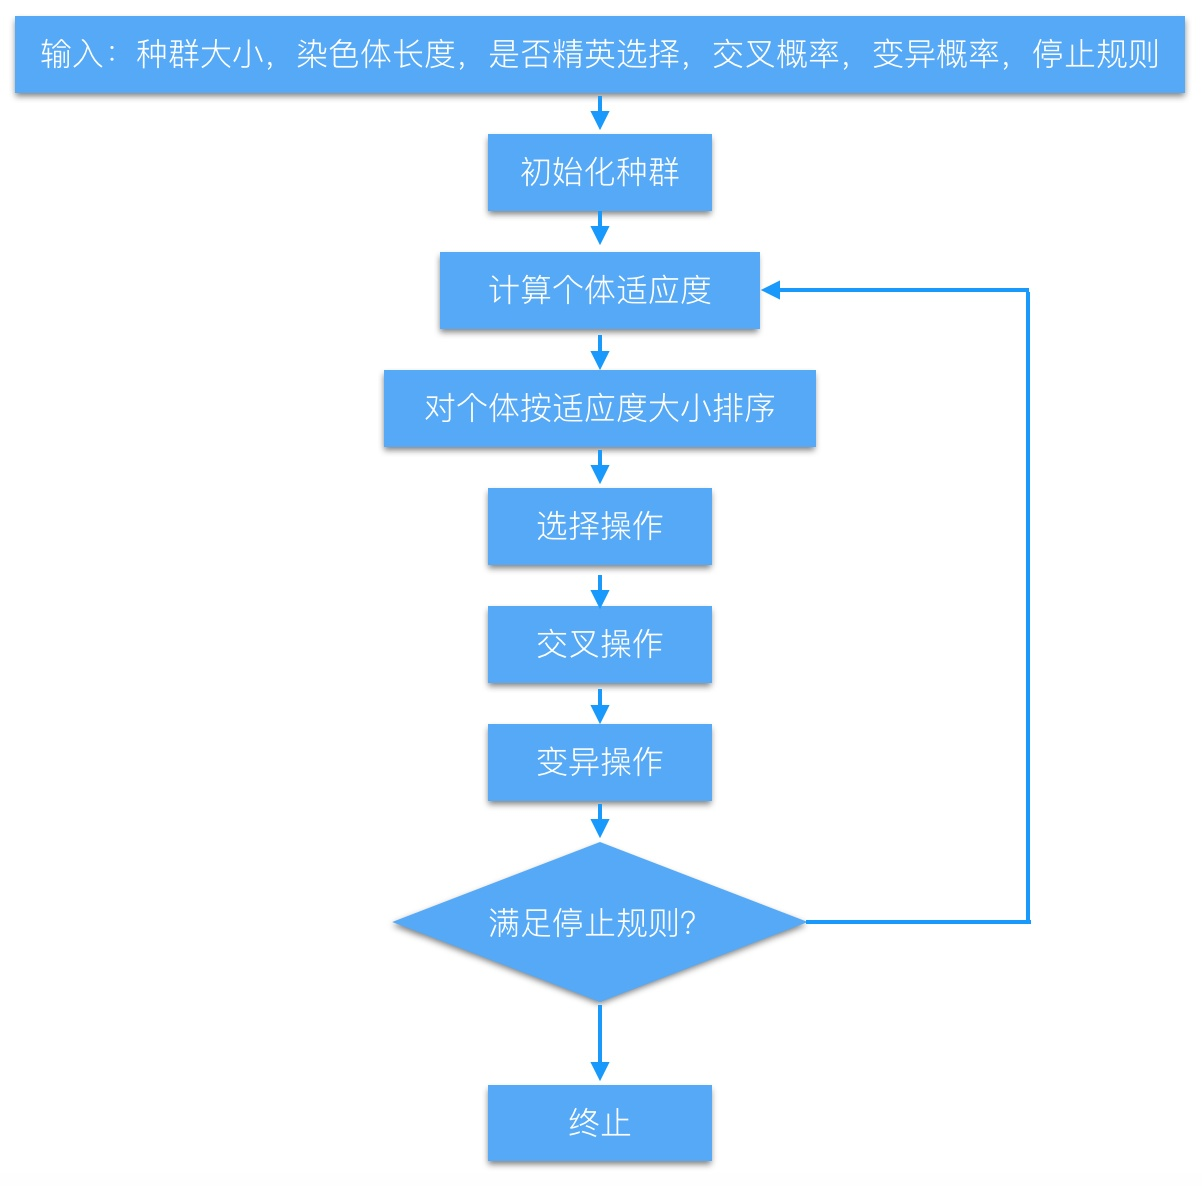 输入：种群大小，染色体长度，是否精英选择，交叉概率，变异概率，停止规则
初始化种群
计算个体适应度
对个体按适应度大小排序
选择操作
交叉操作
变异操作
满足停止规则?
终止